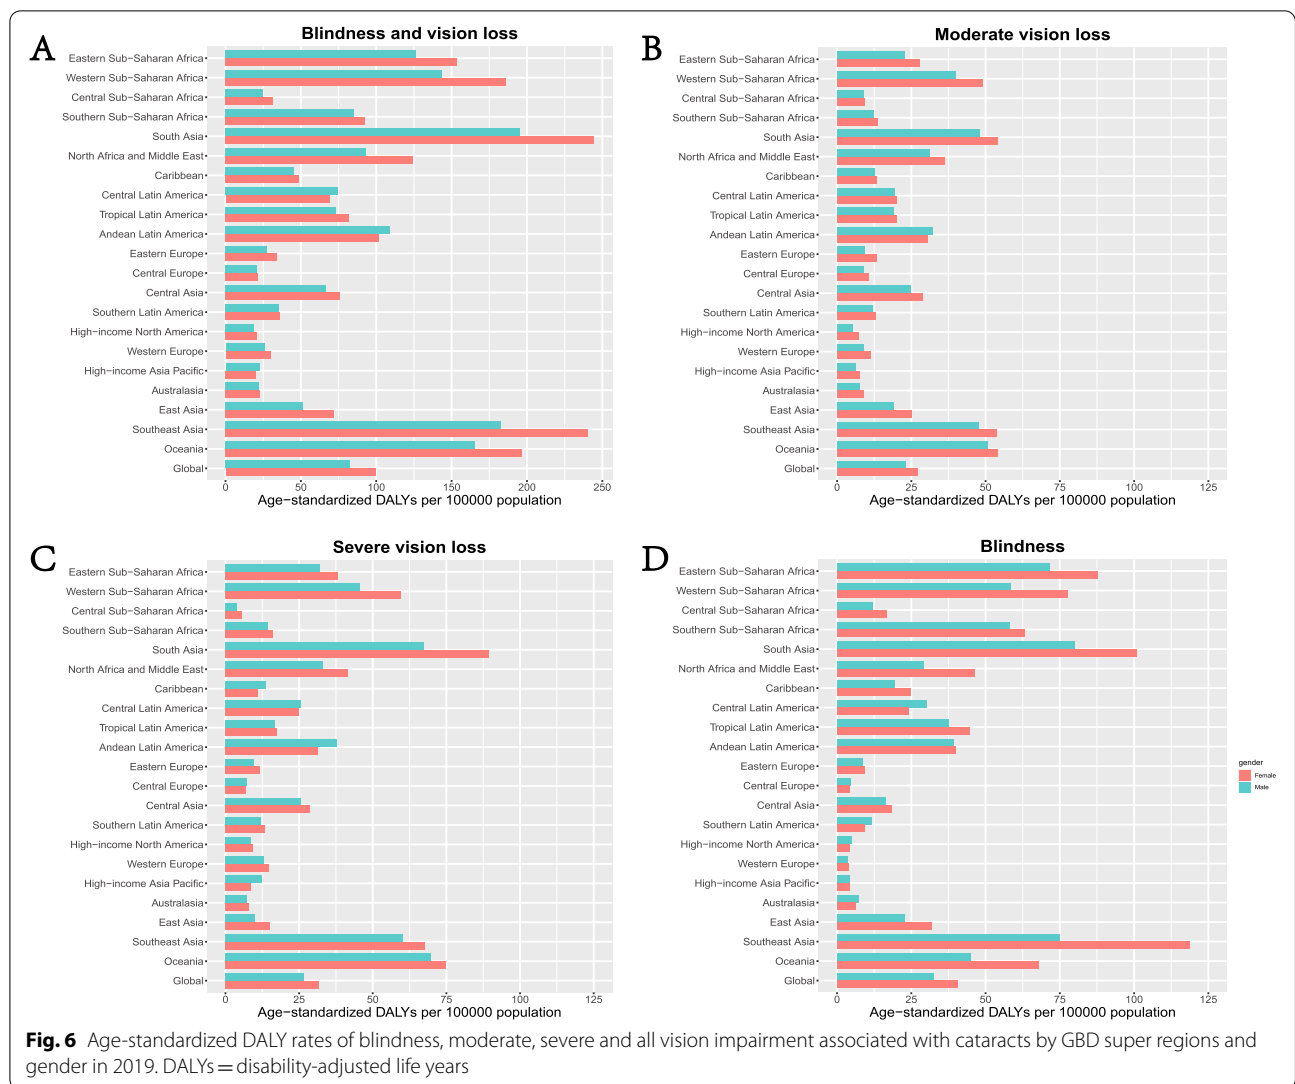 A
Blindness and vision loss
Eastern Sub−Saharan Africa
Western Sub−Saharan Africa
Central Sub−Saharan Africa
Southern Sub−Saharan Africa
South Asia
North Africa and Middle East
Caribbean
Central Latin America
Tropical Latin America
Andean Latin America
Eastern Europe
Central Europe
Central Asia
Southern Latin America
High−income North America
Western Europe
High−income Asia Pacific
Australasia
East Asia
Southeast Asia
Oceania
Global
0 50 100 150 200 250
Age−standardized DALYs per 100000 population
B
Moderate vision loss
Eastern Sub−Saharan Africa
Western Sub−Saharan Africa
Central Sub−Saharan Africa
Southern Sub−Saharan Africa
South Asia
North Africa and Middle East
Caribbean
Central Latin America
Tropical Latin America
Andean Latin America
Eastern Europe
Central Europe
Central Asia
Southern Latin America
High−income North America
Western Europe
High−income Asia Pacific
Australasia
East Asia
Southeast Asia
Oceania
Global
0 25 50 75 100 125
Age−standardized DALYs per 100000 population
C
Severe vision loss
Eastern Sub−Saharan Africa
Western Sub−Saharan Africa
Central Sub−Saharan Africa
Southern Sub−Saharan Africa
South Asia
North Africa and Middle East
Caribbean
Central Latin America
Tropical Latin America
Andean Latin America
Eastern Europe
Central Europe
Central Asia
Southern Latin America
High−income North America
Western Europe
High−income Asia Pacific
Australasia
East Asia
Southeast Asia
Oceania
Global
0 25 50 75 100 125
Age−standardized DALYs per 100000 population
D
Blindness
Eastern Sub−Saharan Africa
Western Sub−Saharan Africa
Central Sub−Saharan Africa
Southern Sub−Saharan Africa
South Asia
North Africa and Middle East
Caribbean
Central Latin America
Tropical Latin America
Andean Latin America
Eastern Europe
Central Europe
Central Asia
Southern Latin America
High−income North America
Western Europe
High−income Asia Pacific
Australasia
East Asia
Southeast Asia
Oceania
Global
0 25 50 75 100 125
Age−standardized DALYs per 100000 population
gender
Female
Male
Fig. 6 Age-standardized DALY rates of blindness, moderate, severe and all vision impairment associated with cataracts by GBD super regions and
gender in 2019. DALYs = disability-adjusted life years